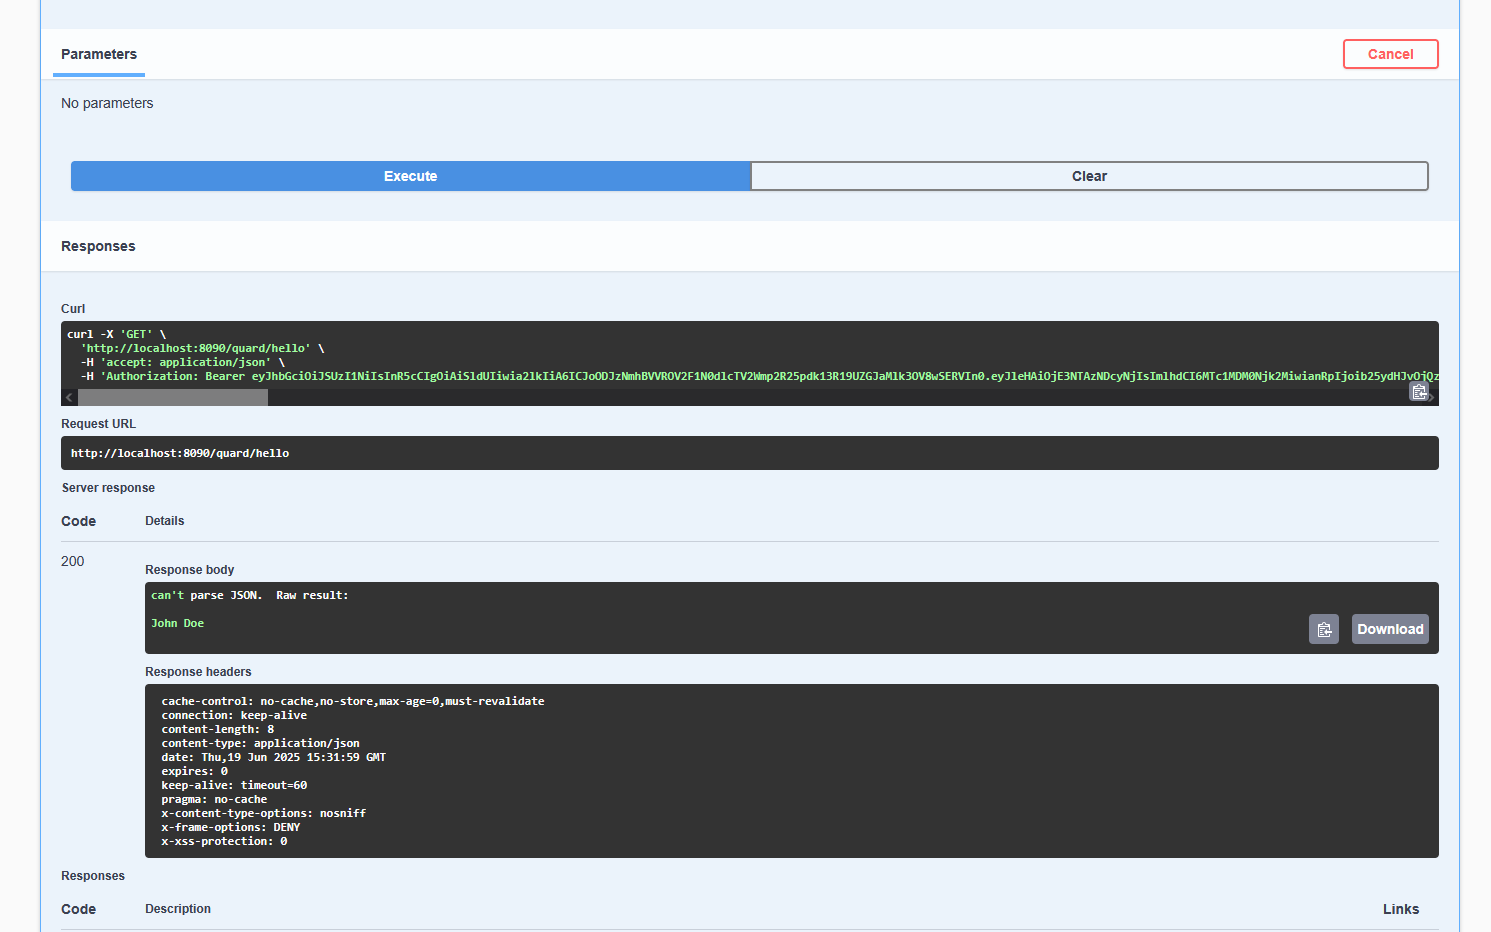 Parameters
Cancel
No parameters
Execute
Clear
Responses
Curl
curl -X 'GET' \
'http://localhost:8090/quard/hello' \
-H 'accept: application/json' \
-H 'Authorization: Bearer
Request URL
http://localhost:8090/quard/hello
Server response
Code Details
200
Response body
can't parse JSON.  Raw result:
John Doe
Download
Response headers
cache-control: no-cache,no-store,max-age=0,must-revalidate
connection: keep-alive
content-length: 8
content-type: application/json
date: Thu,19 Jun 2025 15:31:59 GMT
expires: 0
keep-alive: timeout=60
pragma: no-cache
x-content-type-options: nosniff
x-frame-options: DENY
x-xss-protection: 0
Responses
Code Description Links